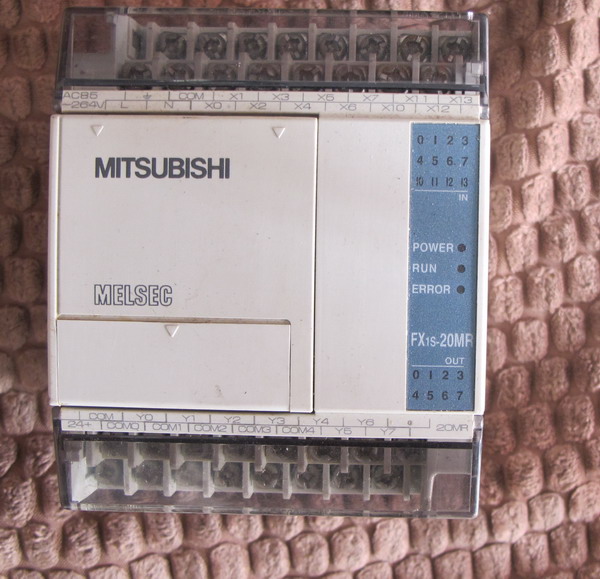 AC85 ⏚ COM X1 X3 X5 X7 X11 X13
~264V L N X0 X2 X4 X6 X10 X12
MITSUBISHI
MELSEC
0 1 2 3
4 5 6 7
10 11 12 13
IN
POWER
RUN
ERROR
FX1S-20MR
OUT
0 1 2 3
4 5 6 7
COM Y0 Y1 Y2 Y3 Y4 Y6
24+ COM0 COM1 COM2 COM3 COM4 Y5 Y7 20MR